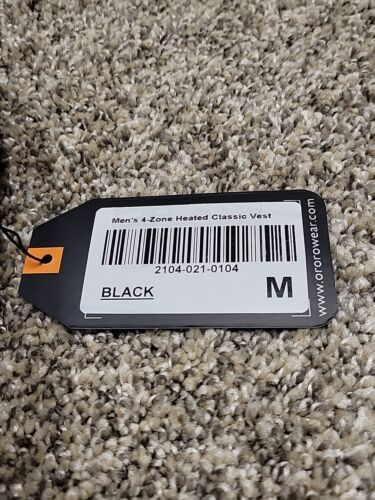 Men's 4-Zone Heated Classic Vest
2104-021-0104
BLACK
M
www.ororowear.com